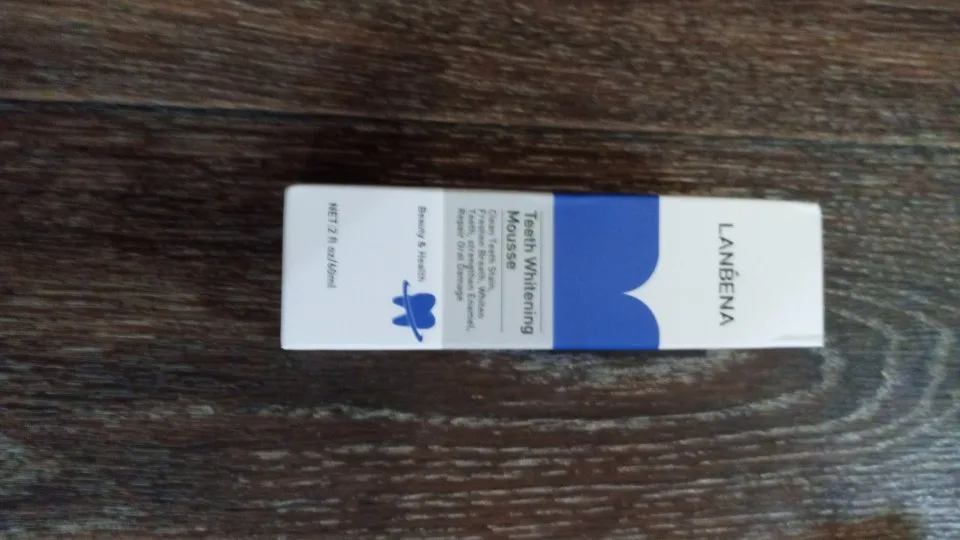 LANBENA
Teeth Whitening
Mousse
Clean Teeth Stain,
Freshen Breath, Whiten
Teeth, strengthen Enamel,
Repair Oral Damage
Beauty & Health
NET:2 fl oz/60ml